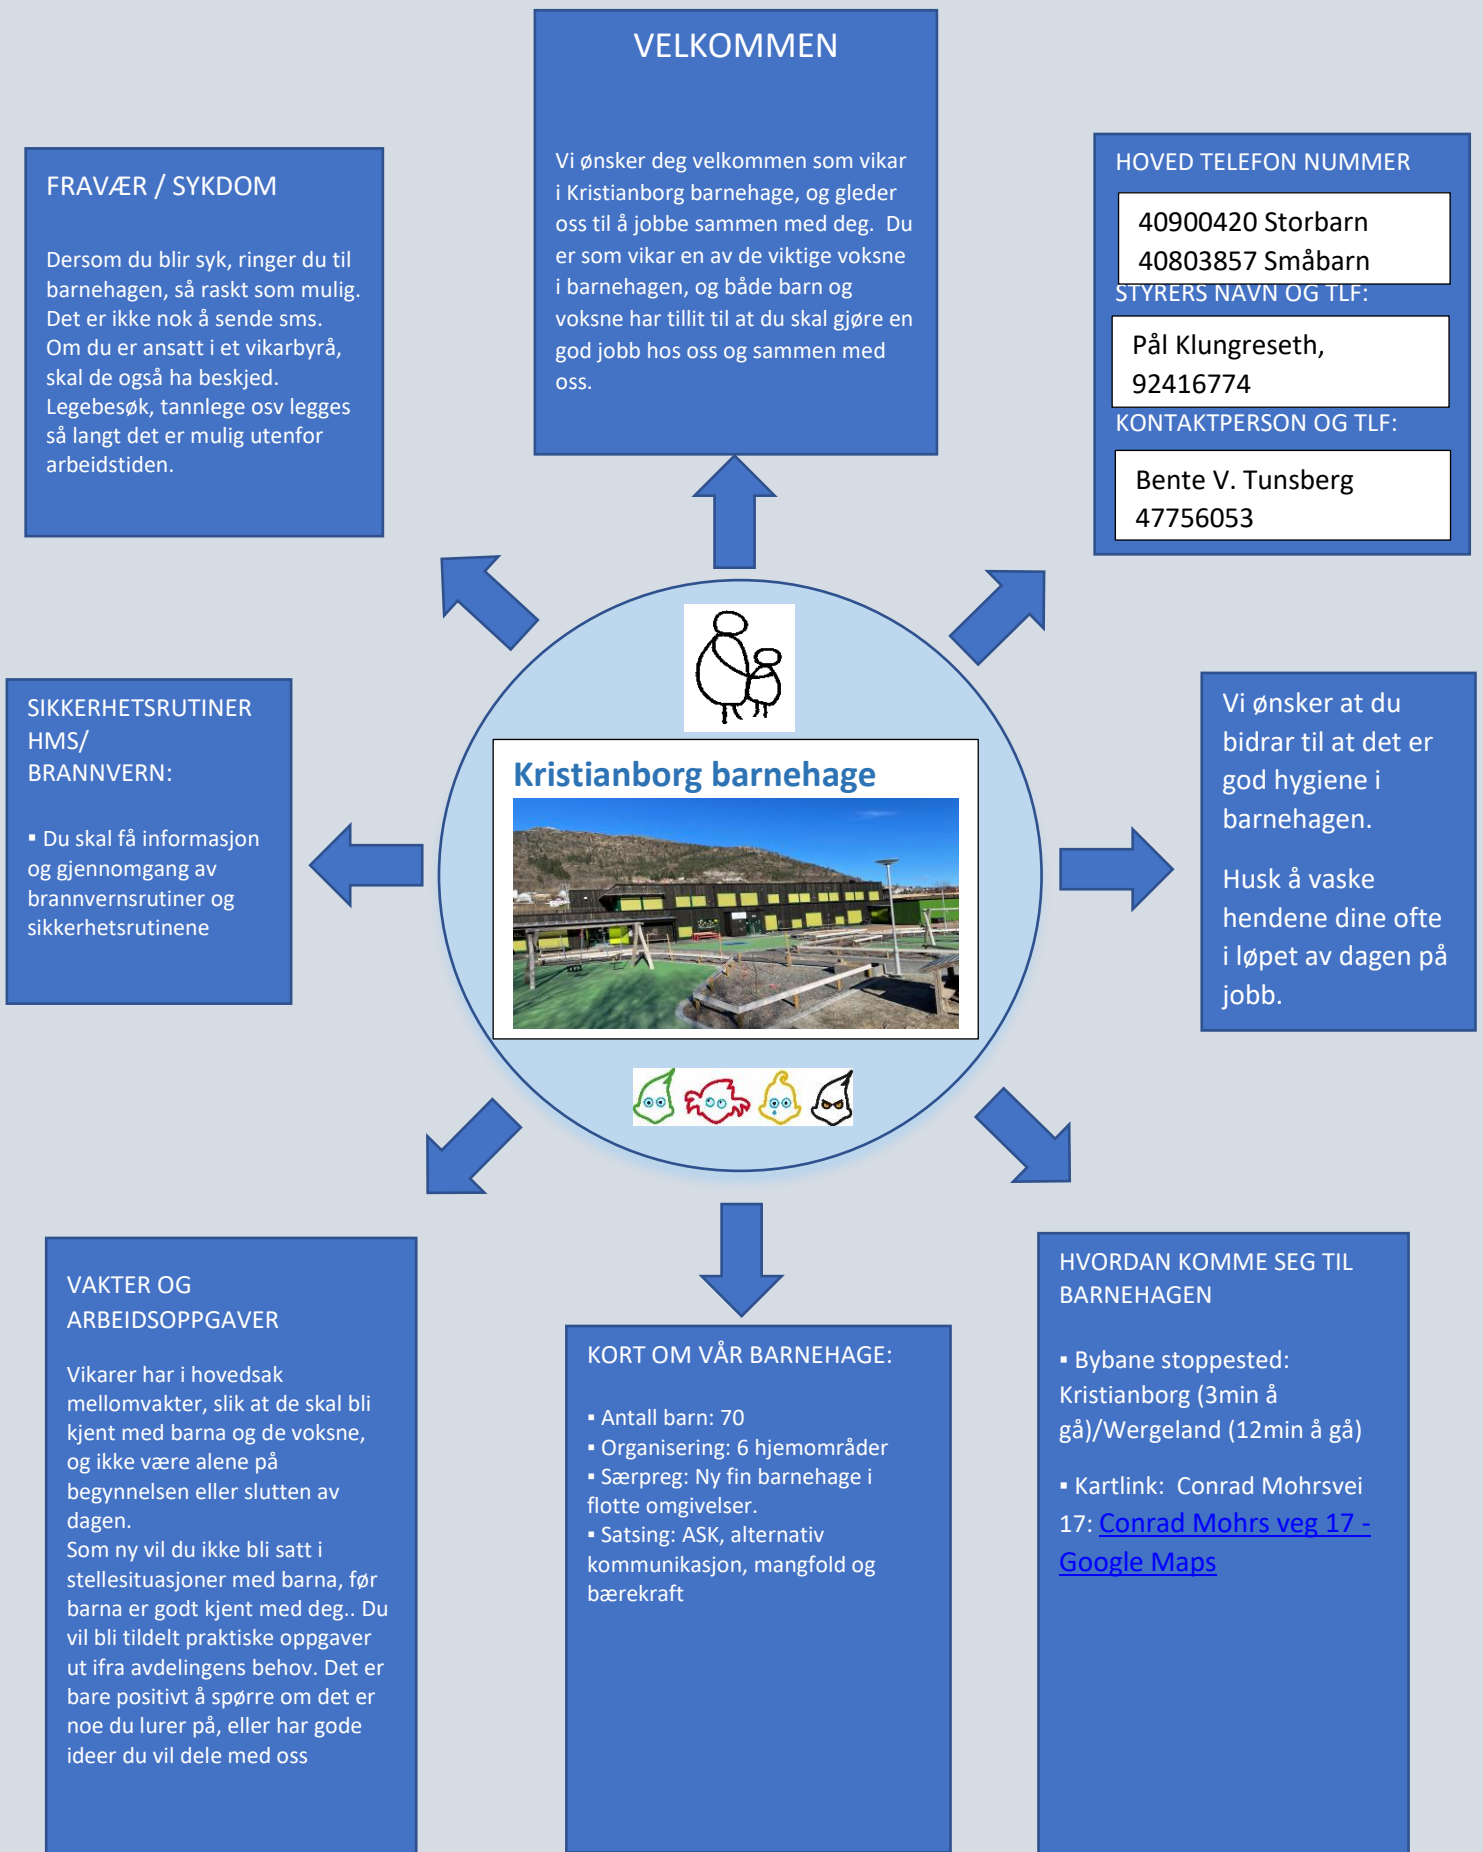 VELKOMMEN
Vi ønsker deg velkommen som vikar
i Kristianborg barnehage, og gleder
oss til å jobbe sammen med deg.  Du
er som vikar en av de viktige voksne
i barnehagen, og både barn og
voksne har tillit til at du skal gjøre en
god jobb hos oss og sammen med
oss.
FRAVÆR / SYKDOM
Dersom du blir syk, ringer du til
barnehagen, så raskt som mulig.
Det er ikke nok å sende sms.
Om du er ansatt i et vikarbyrå,
skal de også ha beskjed.
Legebesøk, tannlege osv legges
så langt det er mulig utenfor
arbeidstiden.
HOVED TELEFON NUMMER
40900420 Storbarn
40803857 Småbarn
STYRERS NAVN OG TLF:
Pål Klungreseth,
92416774
KONTAKTPERSON OG TLF:
Bente V. Tunsberg
47756053
SIKKERHETSRUTINER
HMS/
BRANNVERN:
▪ Du skal få informasjon
og gjennomgang av
brannvernsrutiner og
sikkerhetsrutinene
Kristianborg barnehage
Vi ønsker at du
bidrar til at det er
god hygiene i
barnehagen.
Husk å vaske
hendene dine ofte
i løpet av dagen på
jobb.
VAKTER OG
ARBEIDSOPPGAVER
Vikarer har i hovedsak
mellomvakter, slik at de skal bli
kjent med barna og de voksne,
og ikke være alene på
begynnelsen eller slutten av
dagen.
Som ny vil du ikke bli satt i
stellesituasjoner med barna, før
barna er godt kjent med deg.. Du
vil bli tildelt praktiske oppgaver
ut ifra avdelingens behov. Det er
bare positivt å spørre om det er
noe du lurer på, eller har gode
ideer du vil dele med oss
KORT OM VÅR BARNEHAGE:
▪ Antall barn: 70
▪ Organisering: 6 hjemområder
▪ Særpreg: Ny fin barnehage i
flotte omgivelser.
▪ Satsing: ASK, alternativ
kommunikasjon, mangfold og
bærekraft
HVORDAN KOMME SEG TIL
BARNEHAGEN
▪ Bybane stoppested:
Kristianborg (3min å
gå)/Wergeland (12min å gå)
▪ Kartlink:  Conrad Mohrsvei
17: Conrad Mohrs veg 17 -
Google Maps